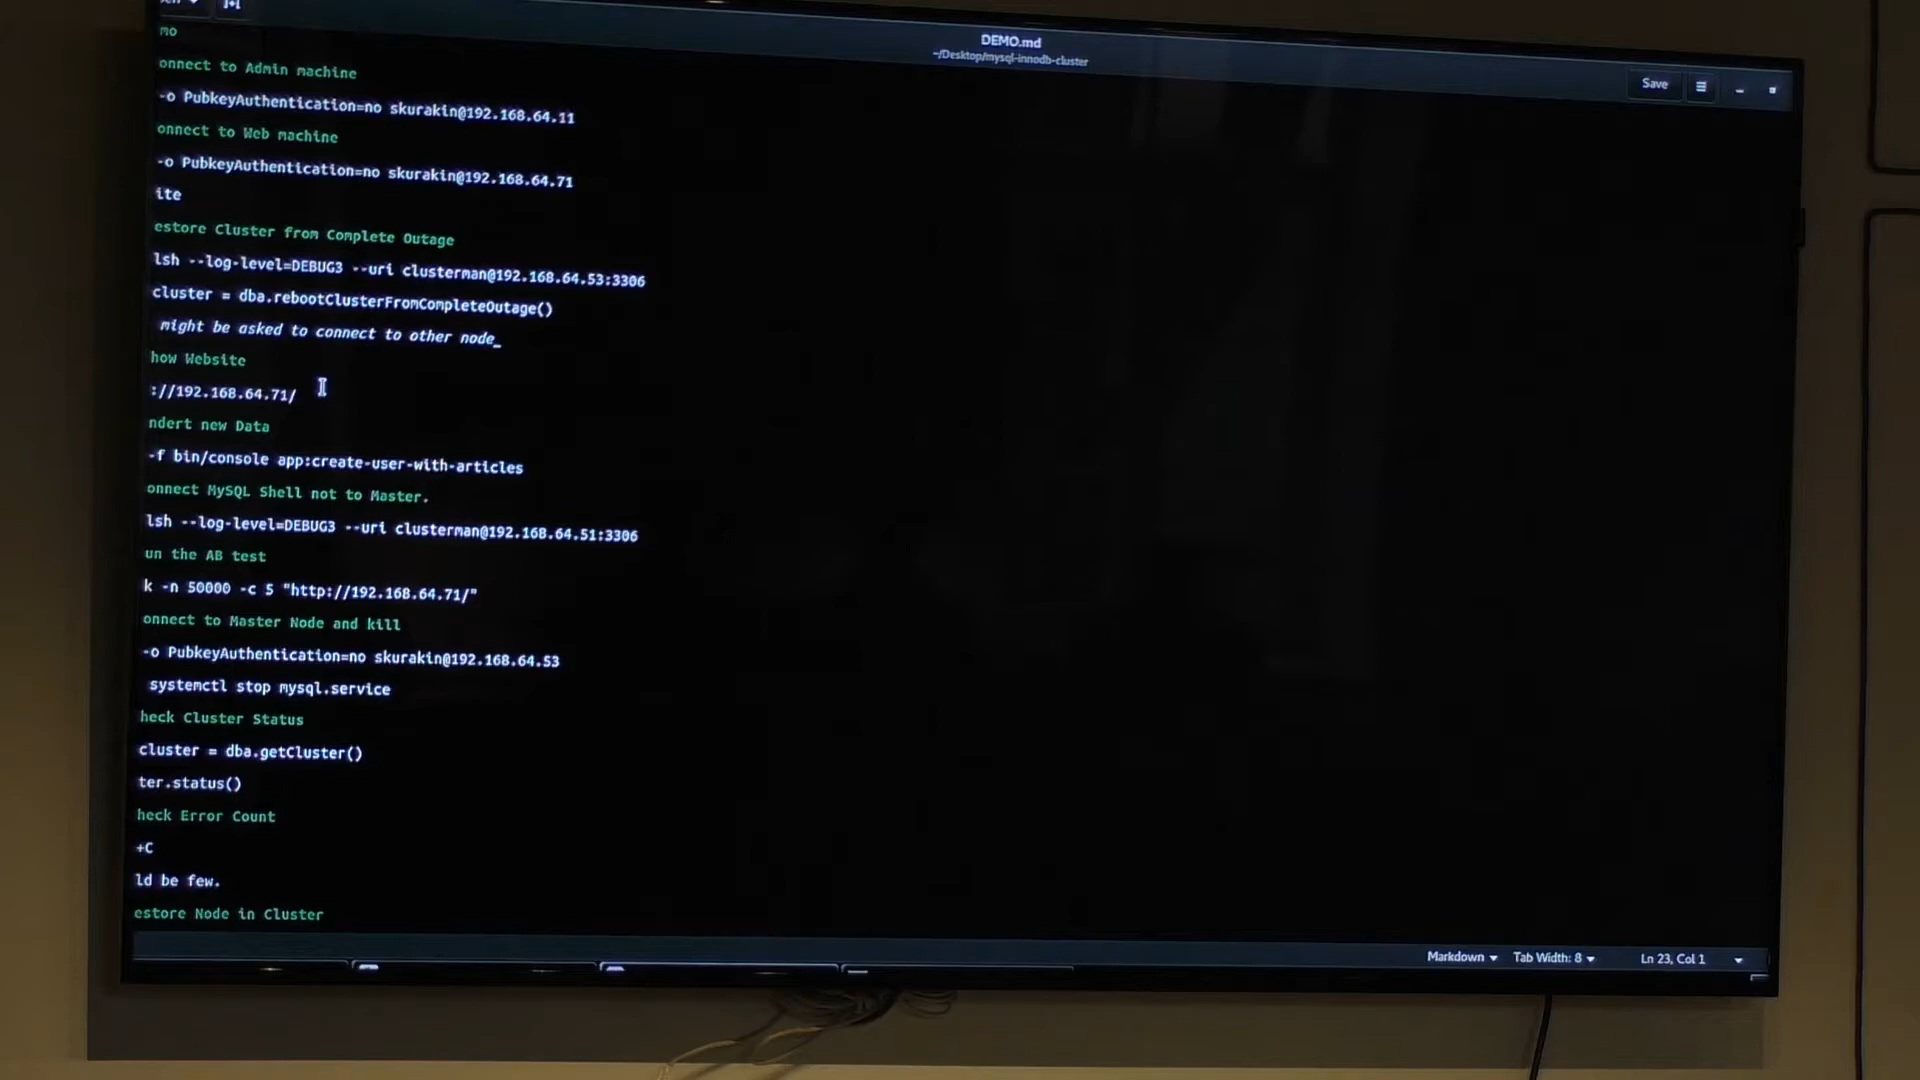 DEMO.md
~/Desktop/mysql-innodb-cluster
Save
mo
onnect to Admin machine
-o PubkeyAuthentication=no skurakin@192.168.64.11
onnect to Web machine
-o PubkeyAuthentication=no skurakin@192.168.64.71
ite
estore Cluster from Complete Outage
lsh --log-level=DEBUG3 --uri clusterman@192.168.64.53:3306
cluster = dba.rebootClusterFromCompleteOutage()
might be asked to connect to other node_
how Website
://192.168.64.71/
ndert new Data
-f bin/console app:create-user-with-articles
onnect MySQL Shell not to Master.
lsh --log-level=DEBUG3 --uri clusterman@192.168.64.51:3306
un the AB test
k -n 50000 -c 5 "http://192.168.64.71/"
onnect to Master Node and kill
-o PubkeyAuthentication=no skurakin@192.168.64.53
systemctl stop mysql.service
heck Cluster Status
cluster = dba.getCluster()
ter.status()
heck Error Count
+C
ld be few.
estore Node in Cluster
Markdown Tab Width: 8 Ln 23, Col 1